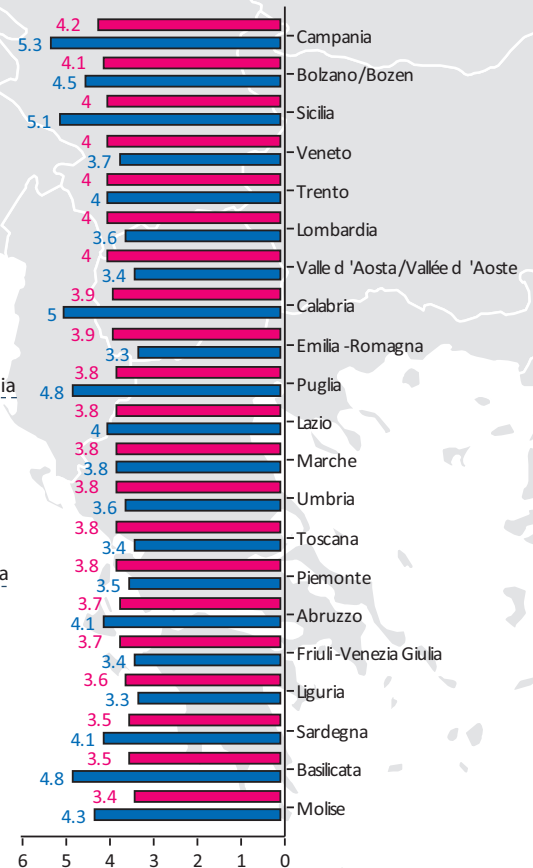 4.2
5.3 Campania
4.1
4.5 Bolzano/Bozen
4
5.1 Sicilia
4
3.7 Veneto
4
4 Trento
4
3.6 Lombardia
4
3.4 Valle d 'Aosta/Vallée d 'Aoste
3.9
5 Calabria
3.9
3.3 Emilia -Romagna
3.8
ia
4.8 Puglia
3.8
4 Lazio
3.8
3.8 Marche
3.8
3.6 Umbria
3.8
3.4 Toscana
3.8
a
3.5 Piemonte
3.7
4.1 Abruzzo
3.7
3.4 Friuli -Venezia Giulia
3.6
3.3 Liguria
3.5
4.1 Sardegna
3.5
4.8 Basilicata
3.4
4.3 Molise
6 5 4 3 2 1 0